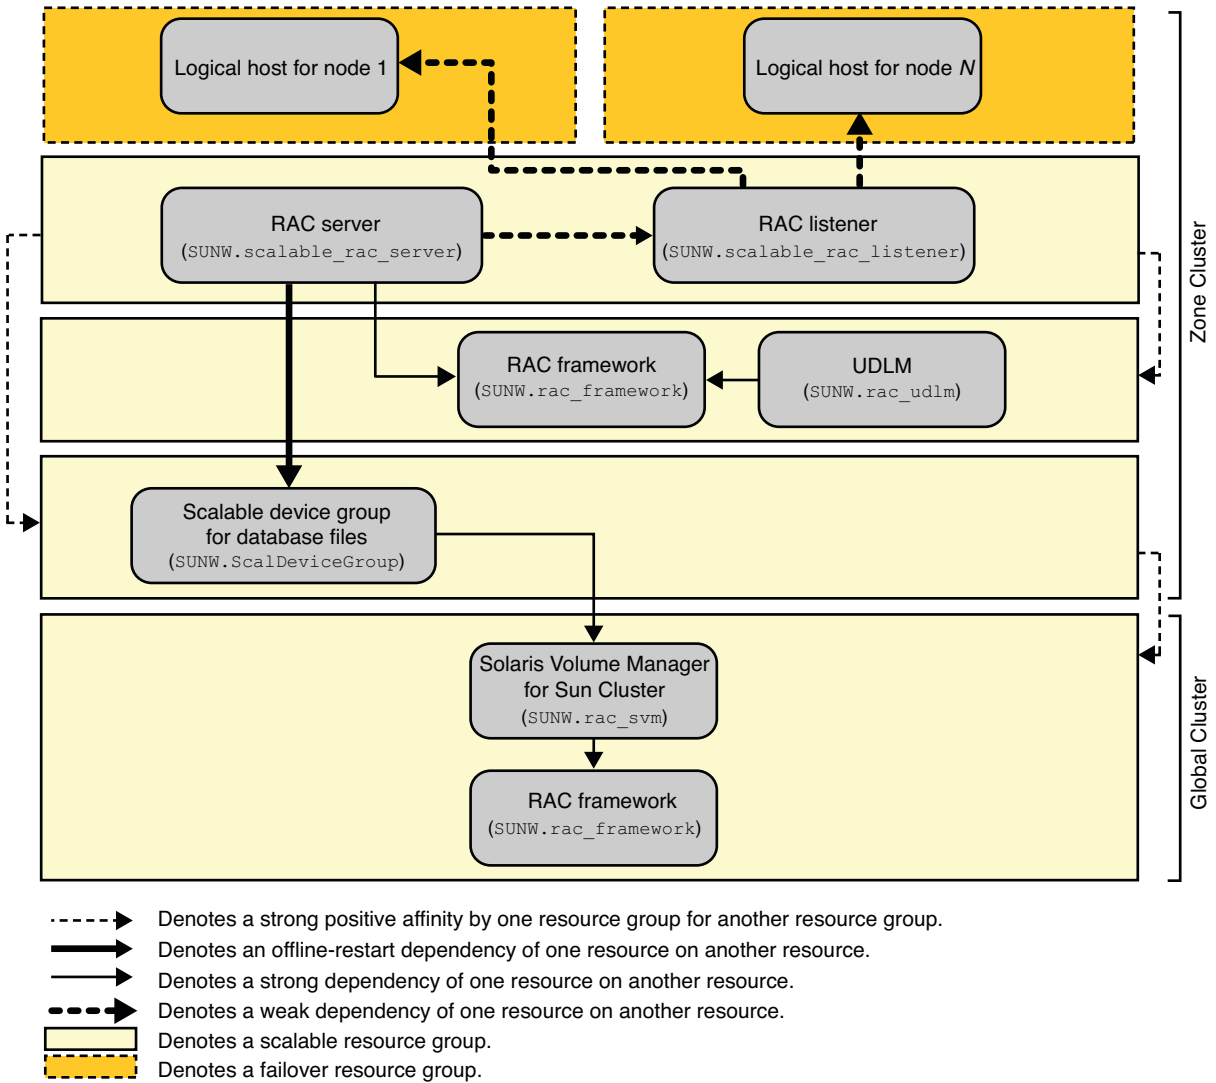 Logical host for node 1
Logical host for node N
RAC server
(SUNW.scalable_rac_server)
RAC listener
(SUNW.scalable_rac_listener)
Zone Cluster
RAC framework
(SUNW.rac_framework)
UDLM
(SUNW.rac_udlm)
Scalable device group
for database files
(SUNW.ScalDeviceGroup)
Solaris Volume Manager
for Sun Cluster
(SUNW.rac_svm)
Global Cluster
RAC framework
(SUNW.rac_framework)
Denotes a strong positive affinity by one resource group for another resource group.
Denotes an offline-restart dependency of one resource on another resource.
Denotes a strong dependency of one resource on another resource.
Denotes a weak dependency of one resource on another resource.
Denotes a scalable resource group.
Denotes a failover resource group.